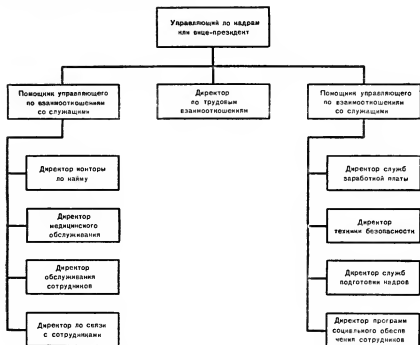 Управляющий по кадрам
или вице-президент
Помощник управляющего
по взаимоотношениям
со служащими
Директор
по трудовым
взаимоотношениям
Помощник управляющего
по взаимоотношениям
со служащими
Директор конторы
по найму
Директор
медицинского
обслуживания
Директор
обслуживания
сотрудников
Директор по связи
с сотрудниками
Директор служб
заработной платы
Директор
техники безопасности
Директор служб
подготовки кадров
Директор программ
социального обеспе
чения сотрудников